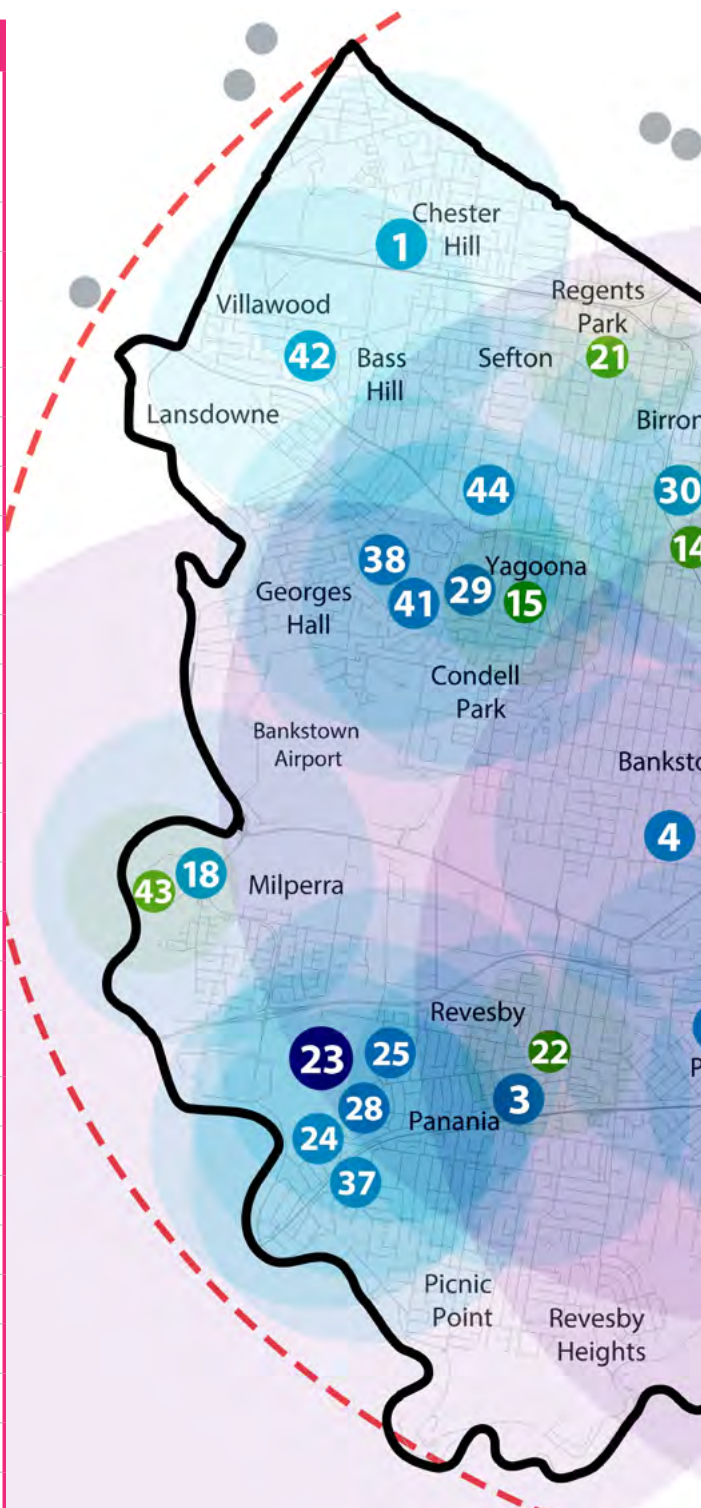 Chester
Hill
1
Regents
Park
Villawood
42
Bass
Hill
Sefton
21
Lansdowne
Birron
44
30
14
38
Yagoona
29
Georges
Hall
41
15
Condell
Park
Bankstown
Airport
Banksto
4
18
43
Milperra
Revesby
23
25
22
P
3
28
Panania
24
37
Picnic
Point
Revesby
Heights